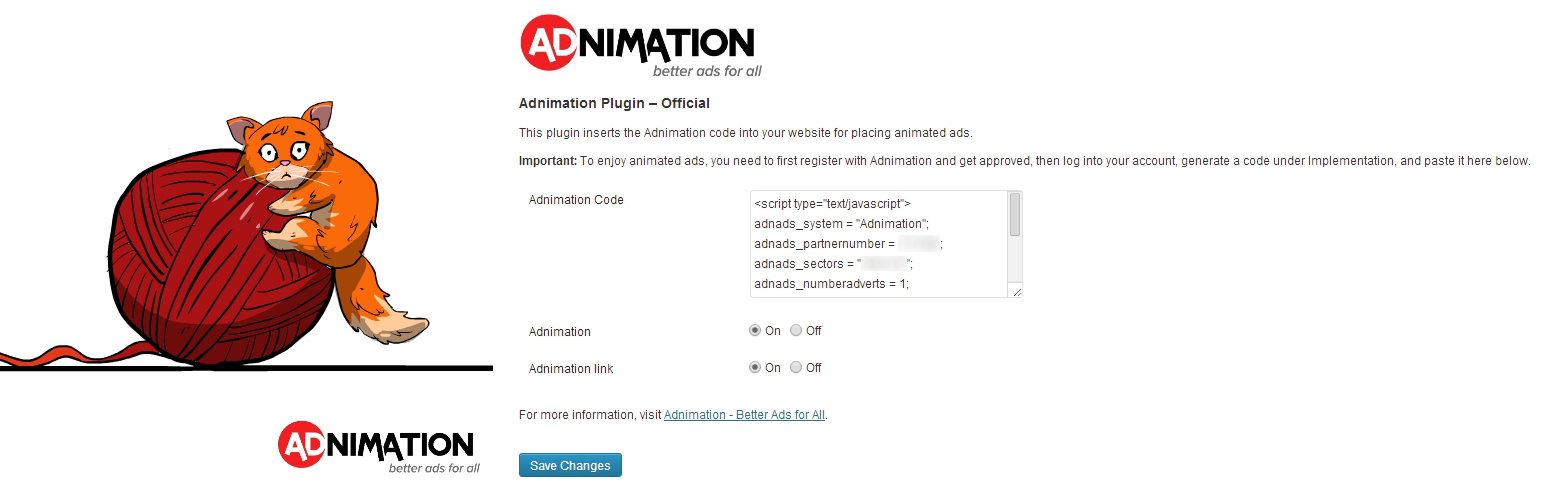 ADNIMATION
better ads for all
Adnimation Plugin – Official
This plugin inserts the Adnimation code into your website for placing animated ads.
Important: To enjoy animated ads, you need to first register with Adnimation and get approved, then log into your account, generate a code under Implementation, and paste it here below.
Adnimation Code
<script type="text/javascript">
adnads_system = "Adnimation";
adnads_partnernumber = ;
adnads_sectors = "";
adnads_numberadverts = 1;
Adnimation On Off
Adnimation link On Off
For more information, visit Adnimation - Better Ads for All.
Save Changes
ADNIMATION
better ads for all